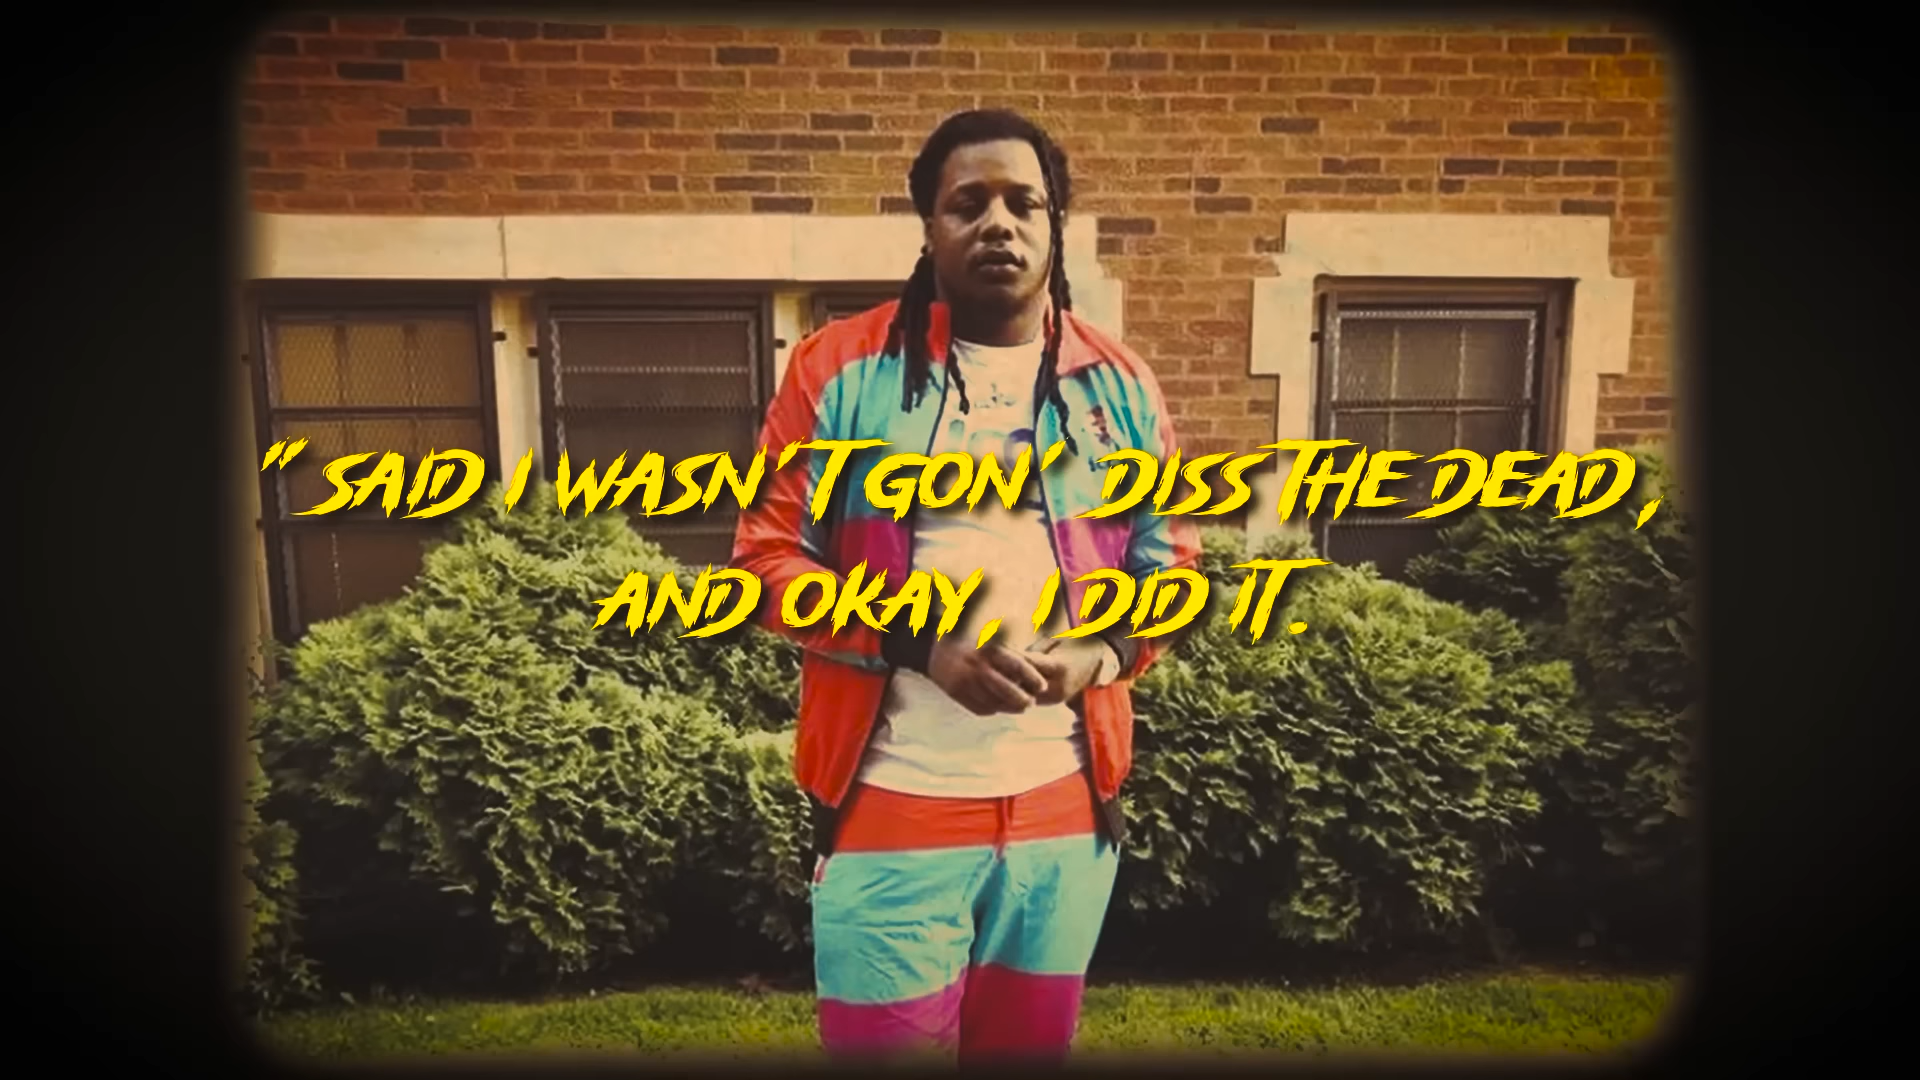 "SAID I WASN'T GON' DISS THE DEAD,
AND OKAY, I DID IT.